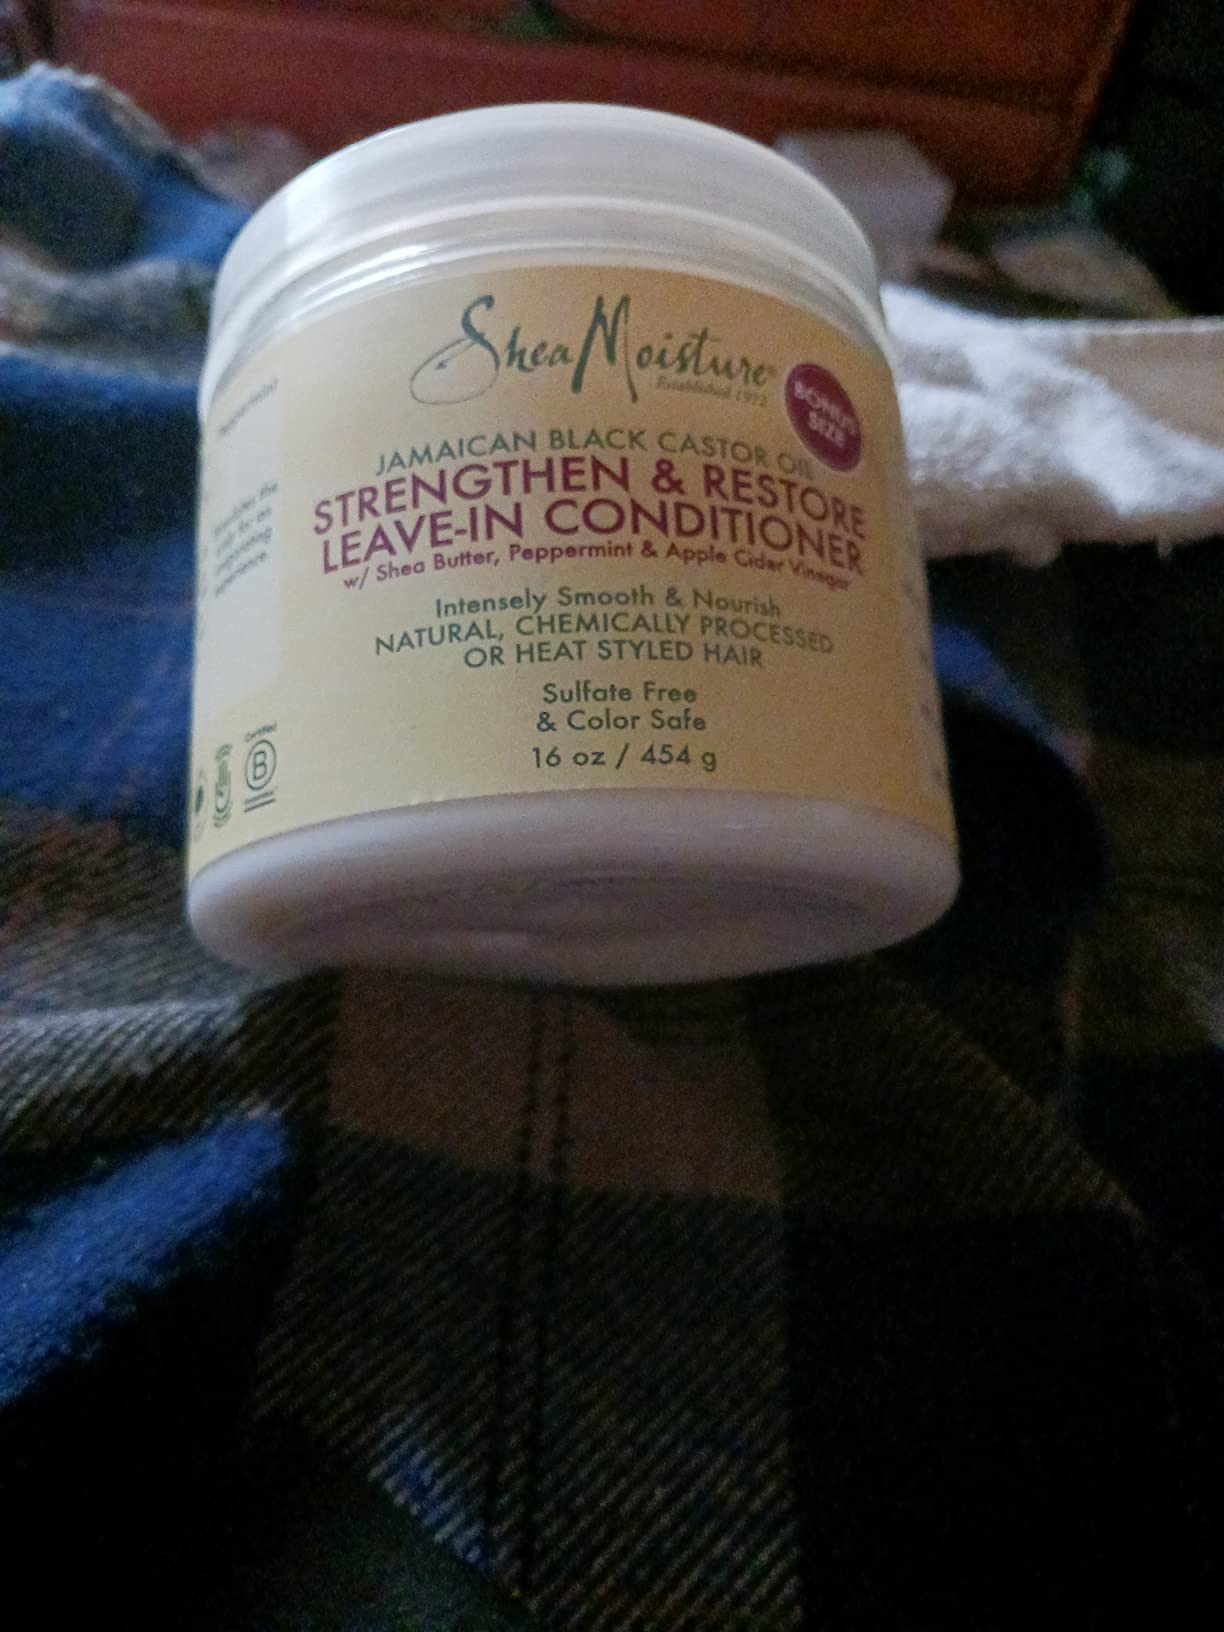 SheaMoisture
Established 1912
BONUS
SIZE
JAMAICAN BLACK CASTOR OIL
STRENGTHEN & RESTORE
LEAVE-IN CONDITIONER
w/ Shea Butter, Peppermint & Apple Cider Vinegar
Intensely Smooth & Nourish
NATURAL, CHEMICALLY PROCESSED
OR HEAT STYLED HAIR
Sulfate Free
& Color Safe
16 oz / 454 g
Certified
B